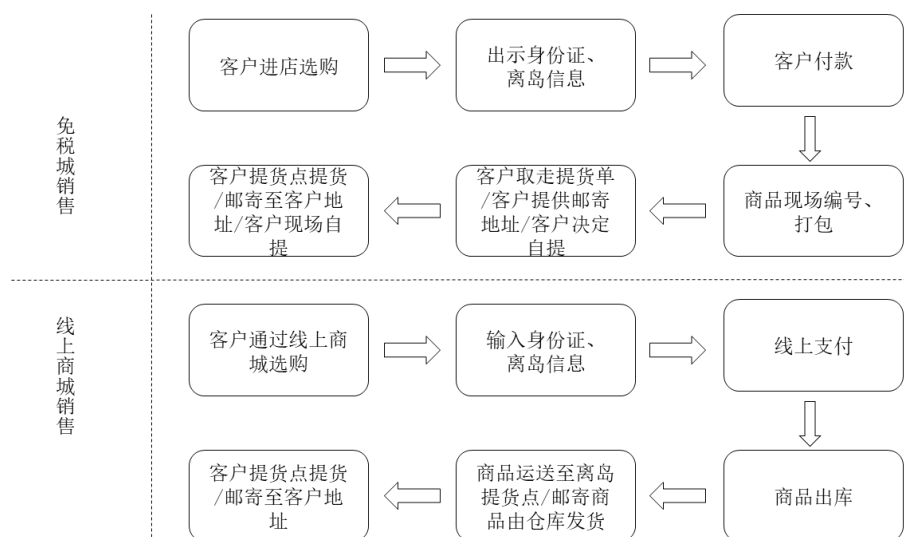 免税城销售
客户进店选购
出示身份证、
离岛信息
客户付款
商品现场编号、
打包
客户取走提货单
/客户提供邮寄
地址/客户决定
自提
客户提货点提货
/邮寄至客户地
址/客户现场自
提
线上商城销售
客户通过线上商
城选购
输入身份证、
离岛信息
线上支付
商品出库
商品运送至离岛
提货点/邮寄商
品由仓库发货
客户提货点提货
/邮寄至客户地
址